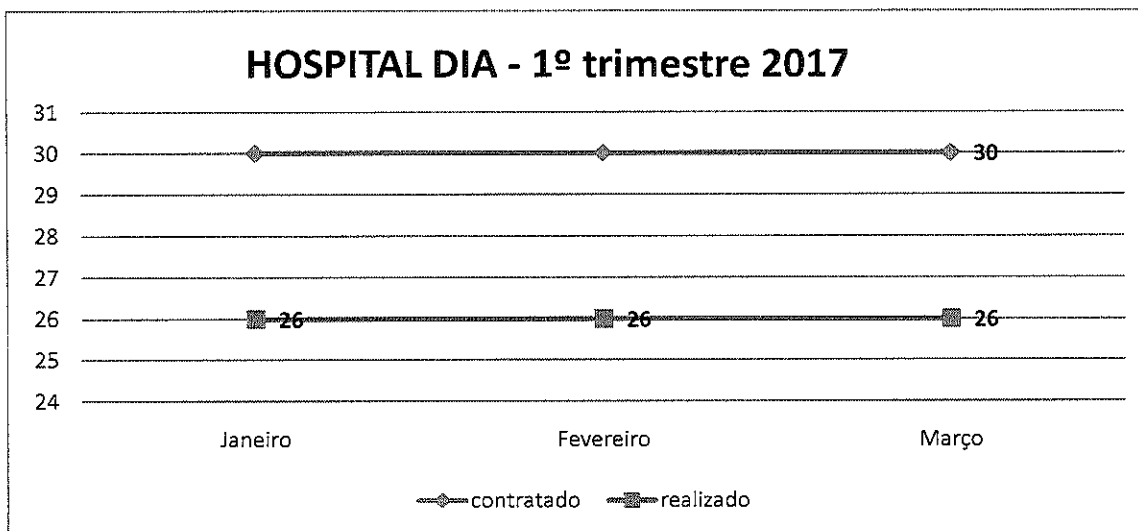 HOSPITAL DIA - 1º trimestre 2017
31
30
30
29
28
27
26
26
26
26
25
24
Janeiro
Fevereiro
Março
contratado
realizado